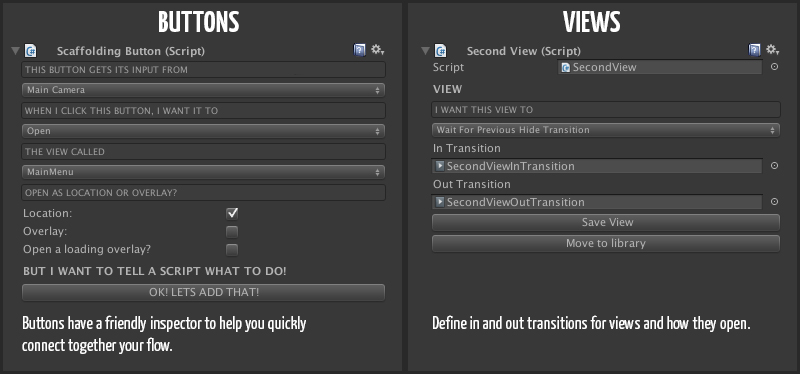 BUTTONS
Scaffolding Button (Script)
THIS BUTTON GETS ITS INPUT FROM
Main Camera
WHEN I CLICK THIS BUTTON, I WANT IT TO
Open
THE VIEW CALLED
MainMenu
OPEN AS LOCATION OR OVERLAY?
Location:
Overlay:
Open a loading overlay?
BUT I WANT TO TELL A SCRIPT WHAT TO DO!
OK! LETS ADD THAT!
Buttons have a friendly inspector to help you quickly
connect together your flow.
VIEWS
Second View (Script)
Script SecondView
VIEW
I WANT THIS VIEW TO
Wait For Previous Hide Transition
In Transition
SecondViewInTransition
Out Transition
SecondViewOutTransition
Save View
Move to library
Define in and out transitions for views and how they open.